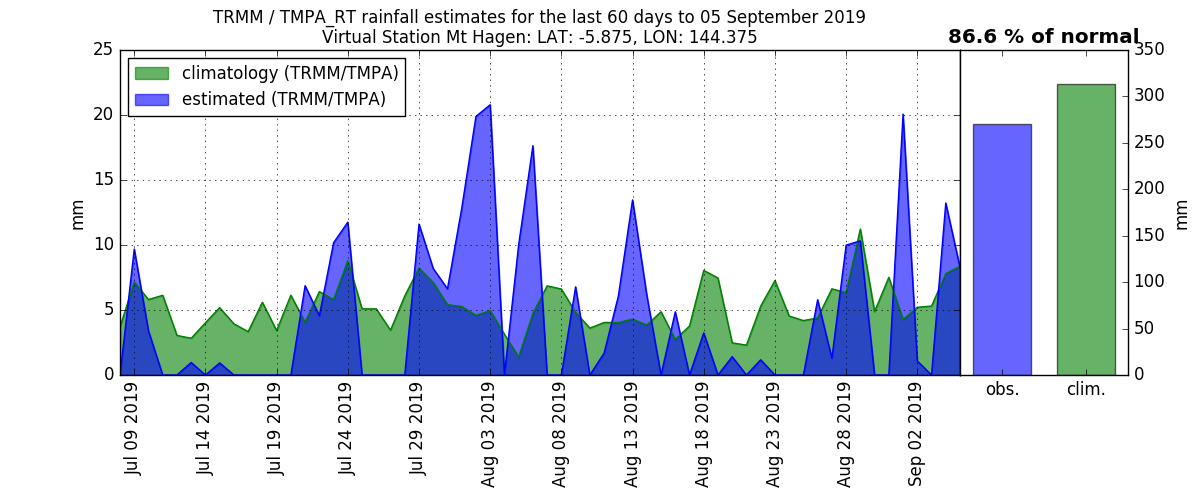 TRMM / TMPA_RT rainfall estimates for the last 60 days to 05 September 2019
Virtual Station Mt Hagen: LAT: -5.875, LON: 144.375
86.6 % of normal
climatology (TRMM/TMPA)
estimated (TRMM/TMPA)
25
20
15
10
5
0
mm
350
300
250
200
150
100
50
0
mm
Jul 09 2019
Jul 14 2019
Jul 19 2019
Jul 24 2019
Jul 29 2019
Aug 03 2019
Aug 08 2019
Aug 13 2019
Aug 18 2019
Aug 23 2019
Aug 28 2019
Sep 02 2019
obs.
clim.